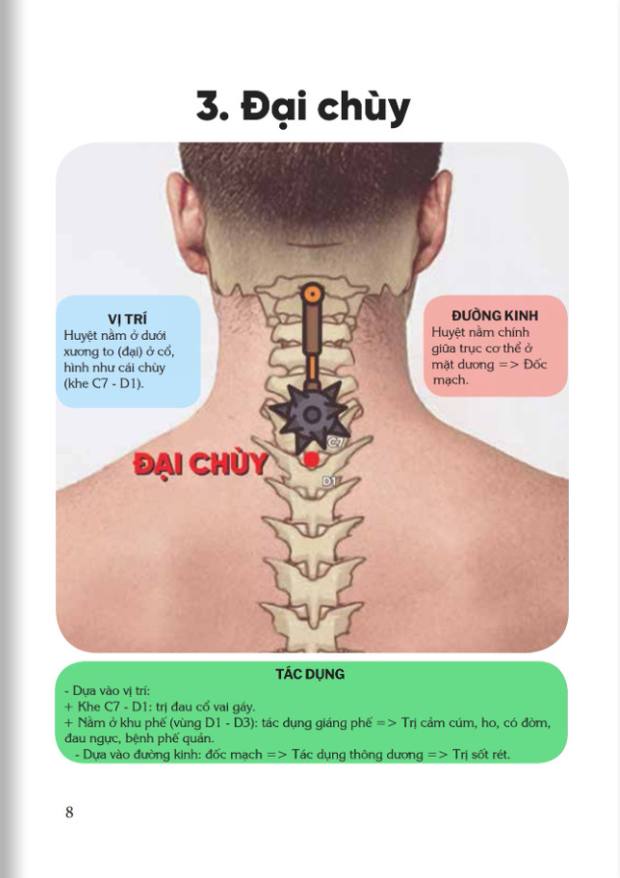 3. Đại chùy
VỊ TRÍ
Huyệt nằm ở dưới
xương to (đại) ở cổ,
hình như cái chùy
(khe C7 - D1).
ĐƯỜNG KINH
Huyệt nằm chính
giữa trục cơ thể ở
mặt dương => Đốc
mạch.
C7
ĐẠI CHÙY
D1
TÁC DỤNG
- Dựa vào vị trí:
+ Khe C7 - D1: trị đau cổ vai gáy.
+ Nằm ở khu phế (vùng D1 - D3): tác dụng giáng phế => Trị cảm cúm, ho, có đờm,
đau ngực, bệnh phế quản.
- Dựa vào đường kinh: đốc mạch => Tác dụng thông dương => Trị sốt rét.
8